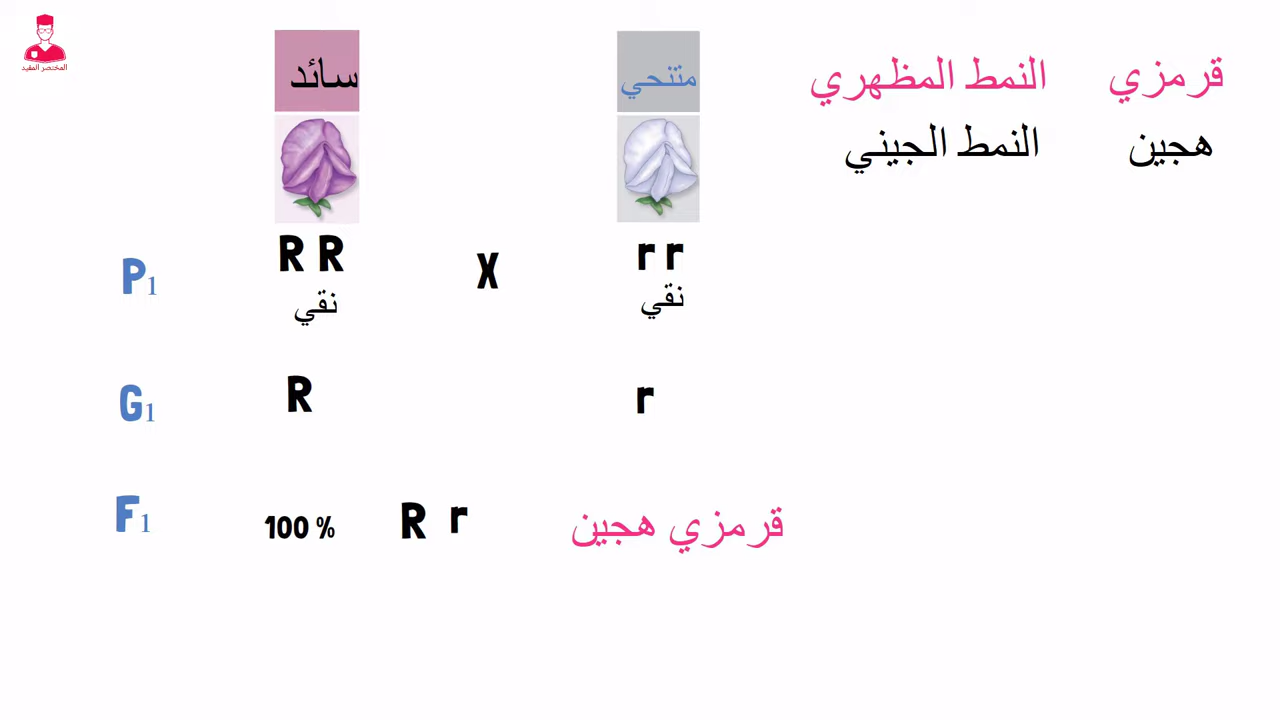 المختصر المفيد
سائد
متنحي
قرمزي النمط المظهري
هجين النمط الجيني
P1 R R X r r
نقي نقي
G1 R r
F1 100 % R r قرمزي هجين